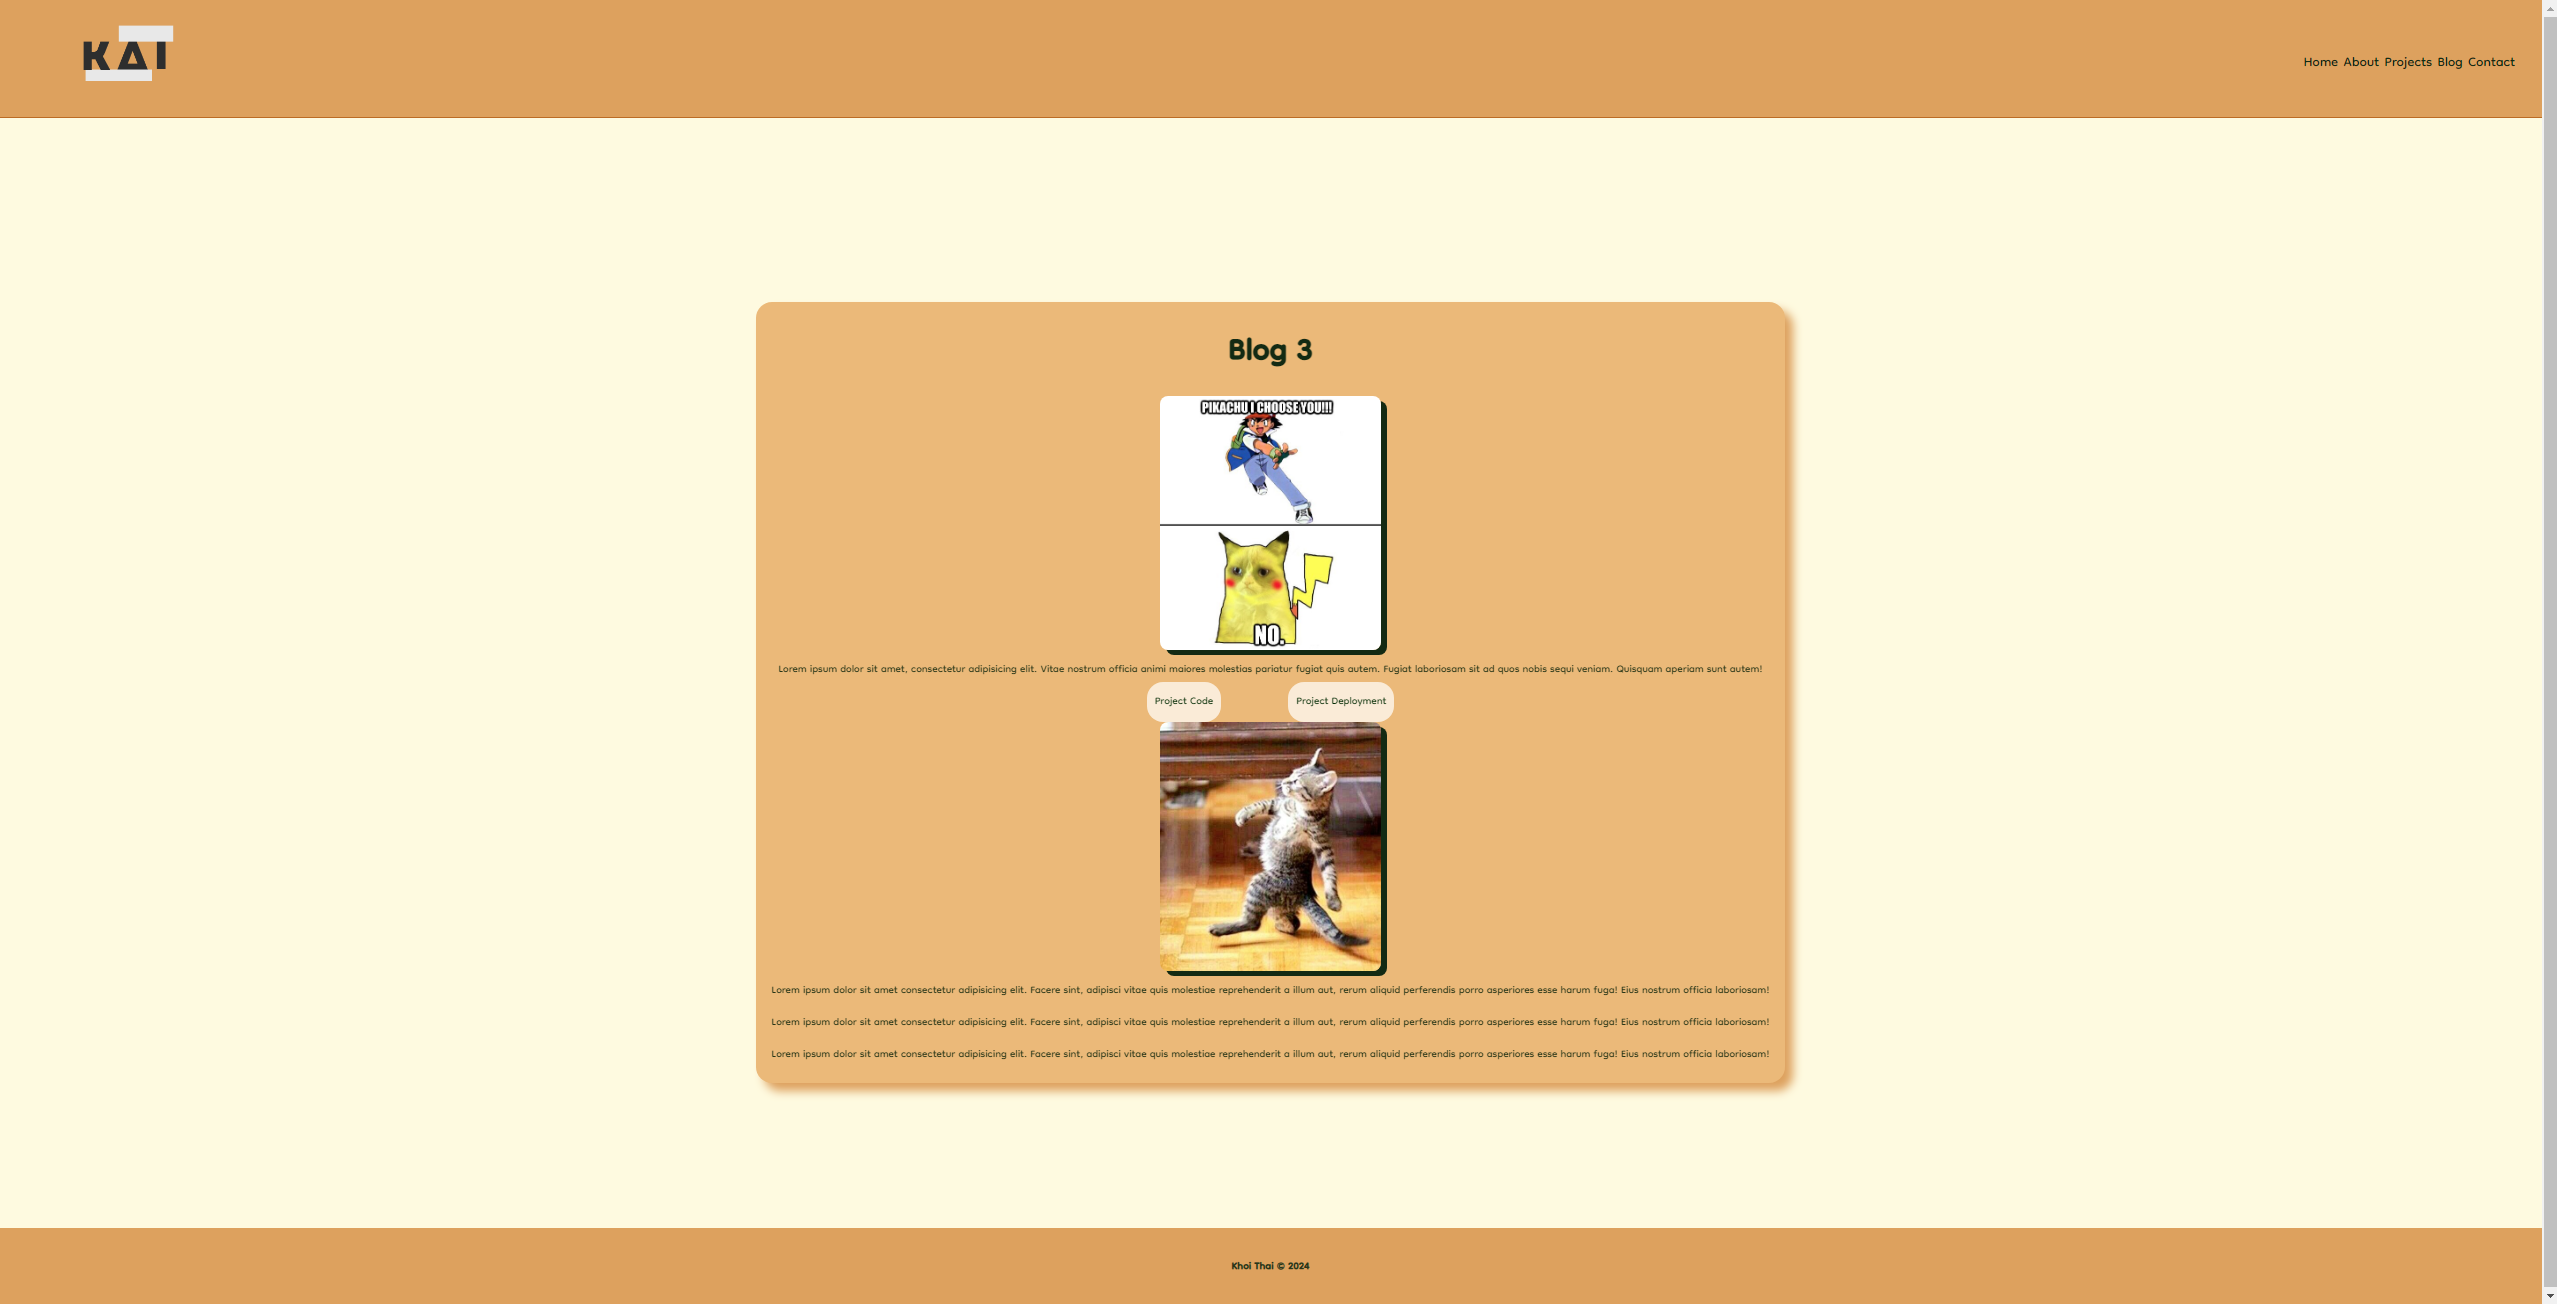 KAI
Home About Projects Blog Contact
Blog 3
PIKACHU I CHOOSE YOU!!!
NO.
Lorem ipsum dolor sit amet, consectetur adipisicing elit. Vitae nostrum officia animi maiores molestias pariatur fugiat quis autem. Fugiat laboriosam sit ad quos nobis sequi veniam. Quisquam aperiam sunt autem!
Project Code Project Deployment
Lorem ipsum dolor sit amet consectetur adipisicing elit. Facere sint, adipisci vitae quis molestiae reprehenderit a illum aut, rerum aliquid perferendis porro asperiores esse harum fuga! Eius nostrum officia laboriosam!
Lorem ipsum dolor sit amet consectetur adipisicing elit. Facere sint, adipisci vitae quis molestiae reprehenderit a illum aut, rerum aliquid perferendis porro asperiores esse harum fuga! Eius nostrum officia laboriosam!
Lorem ipsum dolor sit amet consectetur adipisicing elit. Facere sint, adipisci vitae quis molestiae reprehenderit a illum aut, rerum aliquid perferendis porro asperiores esse harum fuga! Eius nostrum officia laboriosam!
Khoi Thai © 2024